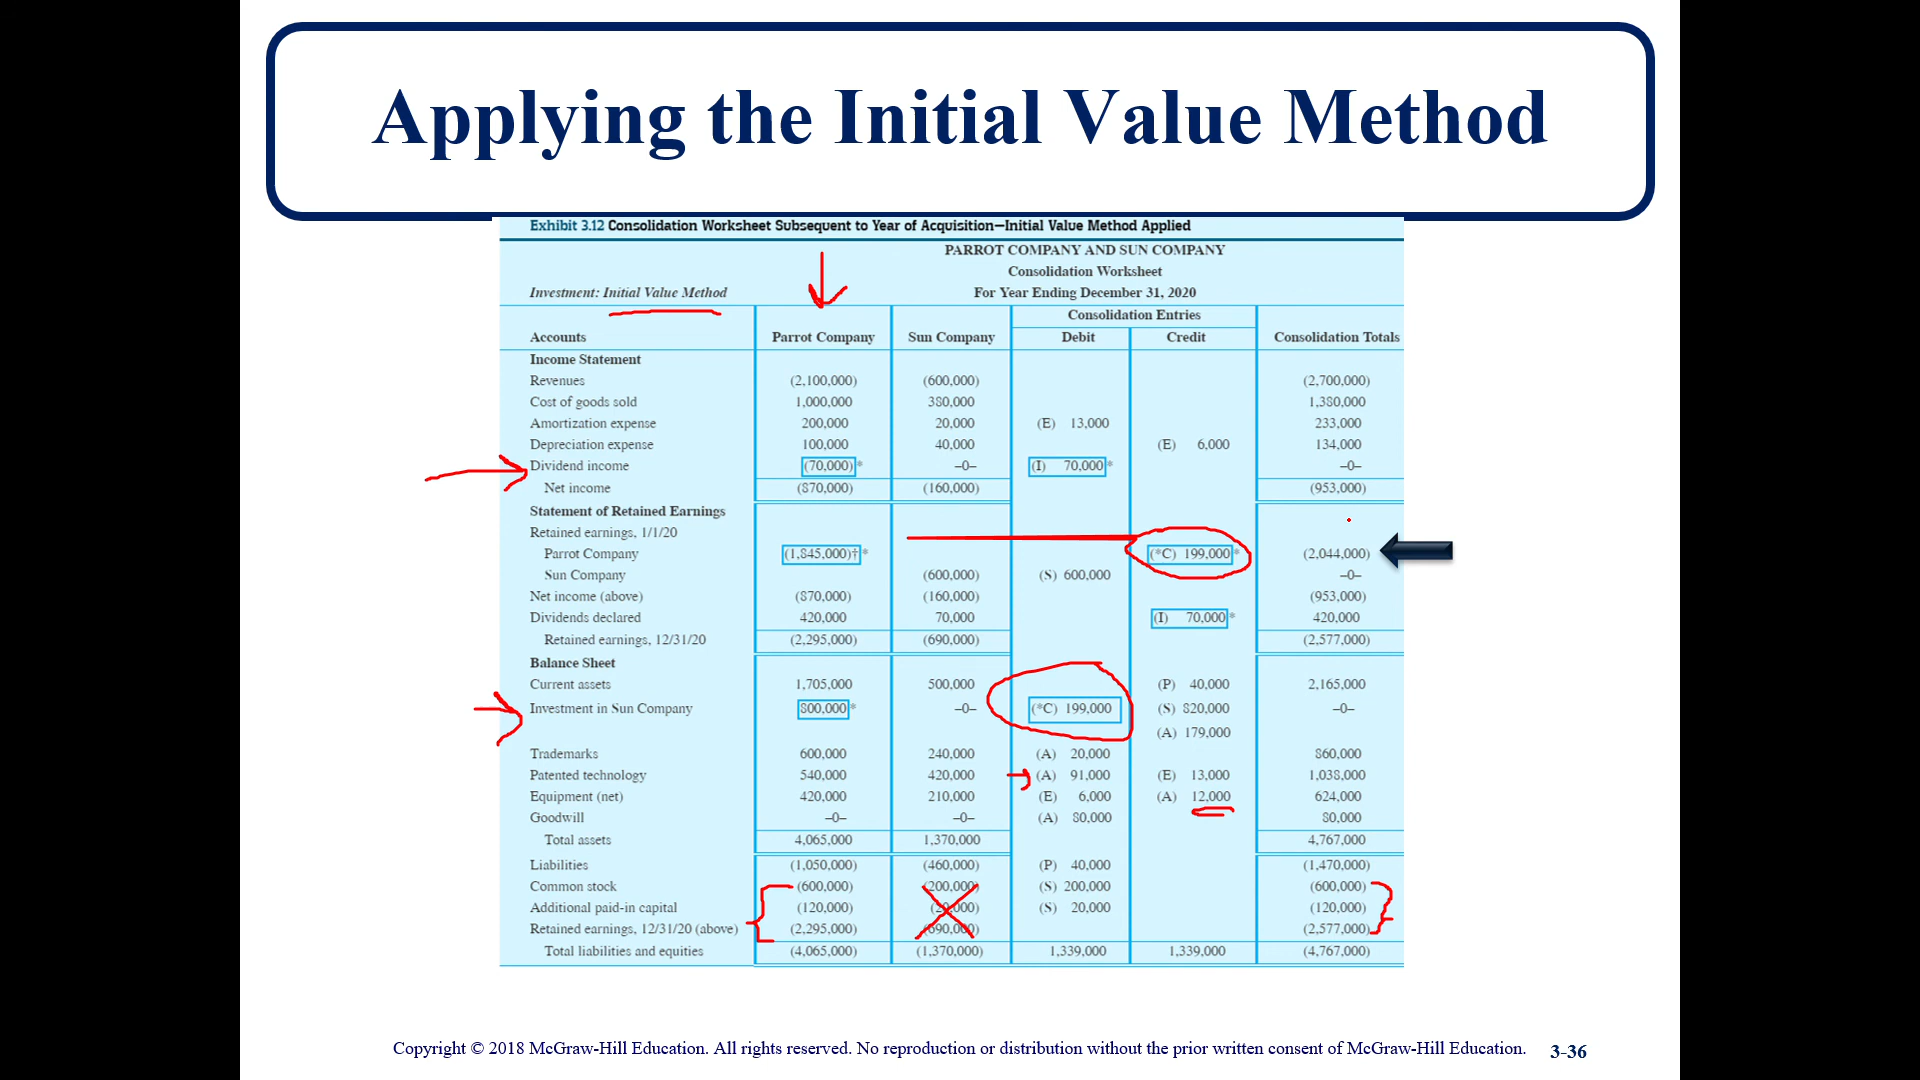 Applying the Initial Value Method
Exhibit 3.12 Consolidation Worksheet Subsequent to Year of Acquisition—Initial Value Method Applied
PARROT COMPANY AND SUN COMPANY
Consolidation Worksheet
Investment: Initial Value Method For Year Ending December 31, 2020
Consolidation Entries
Accounts Parrot Company Sun Company Debit Credit Consolidation Totals
Income Statement
Revenues (2,100,000) (600,000) (2,700,000)
Cost of goods sold 1,000,000 380,000 1,380,000
Amortization expense 200,000 20,000 (E) 13,000 233,000
Depreciation expense 100,000 40,000 (E) 6,000 134,000
Dividend income (70,000)* –0– (I) 70,000* –0–
Net income (870,000) (160,000) (953,000)
Statement of Retained Earnings
Retained earnings, 1/1/20
Parrot Company (1,845,000)†* (*C) 199,000* (2,044,000)
Sun Company (600,000) (S) 600,000 –0–
Net income (above) (870,000) (160,000) (953,000)
Dividends declared 420,000 70,000 (I) 70,000* 420,000
Retained earnings, 12/31/20 (2,295,000) (690,000) (2,577,000)
Balance Sheet
Current assets 1,705,000 500,000 (P) 40,000 2,165,000
Investment in Sun Company 800,000* –0– (*C) 199,000 (S) 820,000 –0–
(A) 179,000
Trademarks 600,000 240,000 (A) 20,000 860,000
Patented technology 540,000 420,000 (A) 91,000 (E) 13,000 1,038,000
Equipment (net) 420,000 210,000 (E) 6,000 (A) 12,000 624,000
Goodwill –0– –0– (A) 80,000 80,000
Total assets 4,065,000 1,370,000 4,767,000
Liabilities (1,050,000) (460,000) (P) 40,000 (1,470,000)
Common stock (600,000) (200,000) (S) 200,000 (600,000)
Additional paid-in capital (120,000) (20,000) (S) 20,000 (120,000)
Retained earnings, 12/31/20 (above) (2,295,000) (690,000) (2,577,000)
Total liabilities and equities (4,065,000) (1,370,000) 1,339,000 1,339,000 (4,767,000)
Copyright © 2018 McGraw-Hill Education. All rights reserved. No reproduction or distribution without the prior written consent of McGraw-Hill Education. 3-36